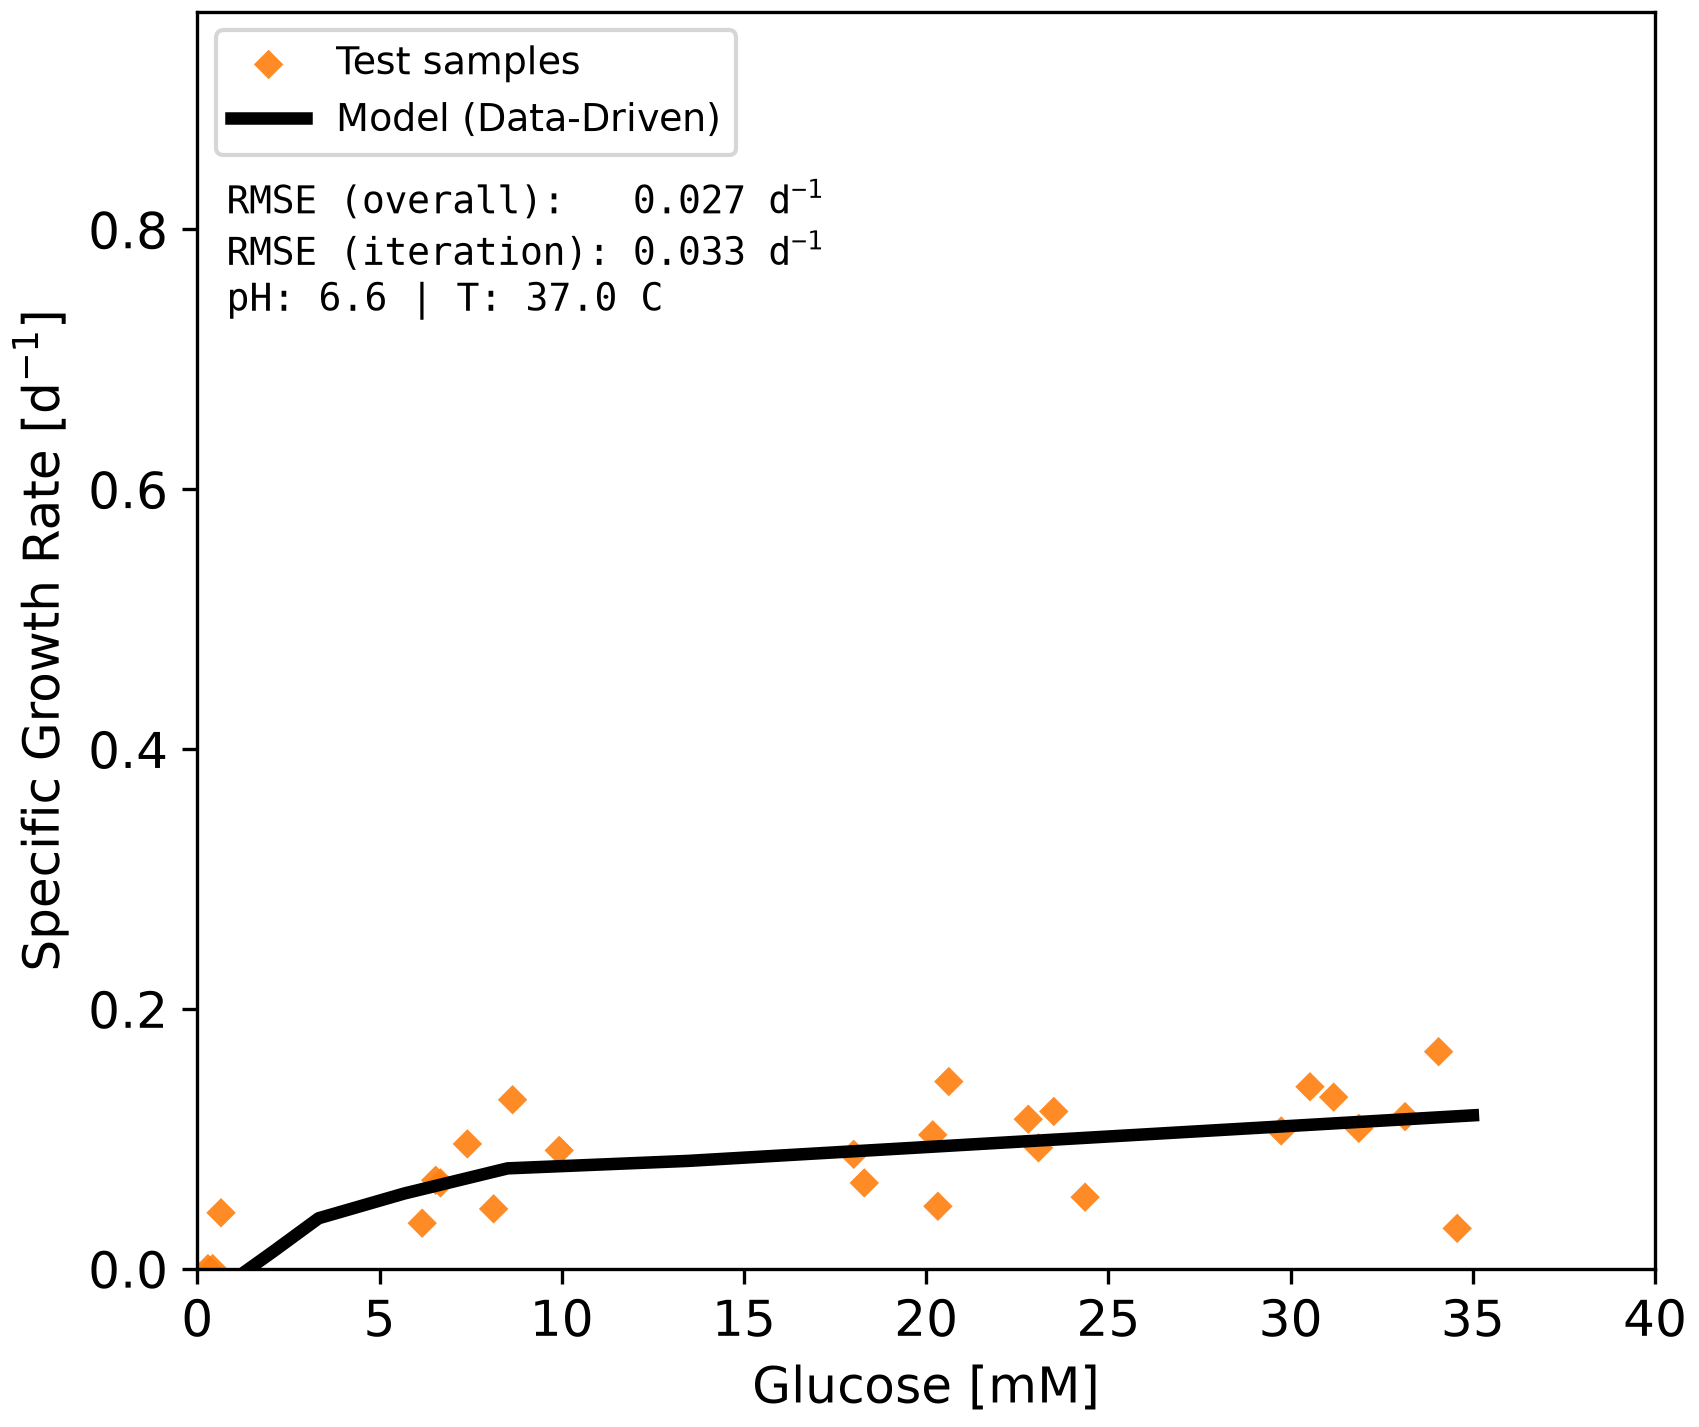 Test samples
Model (Data-Driven)
RMSE (overall):   0.027 d⁻¹
RMSE (iteration): 0.033 d⁻¹
pH: 6.6 | T: 37.0 C
Specific Growth Rate [d⁻¹]
0.8
0.6
0.4
0.2
0.0
0 5 10 15 20 25 30 35 40
Glucose [mM]